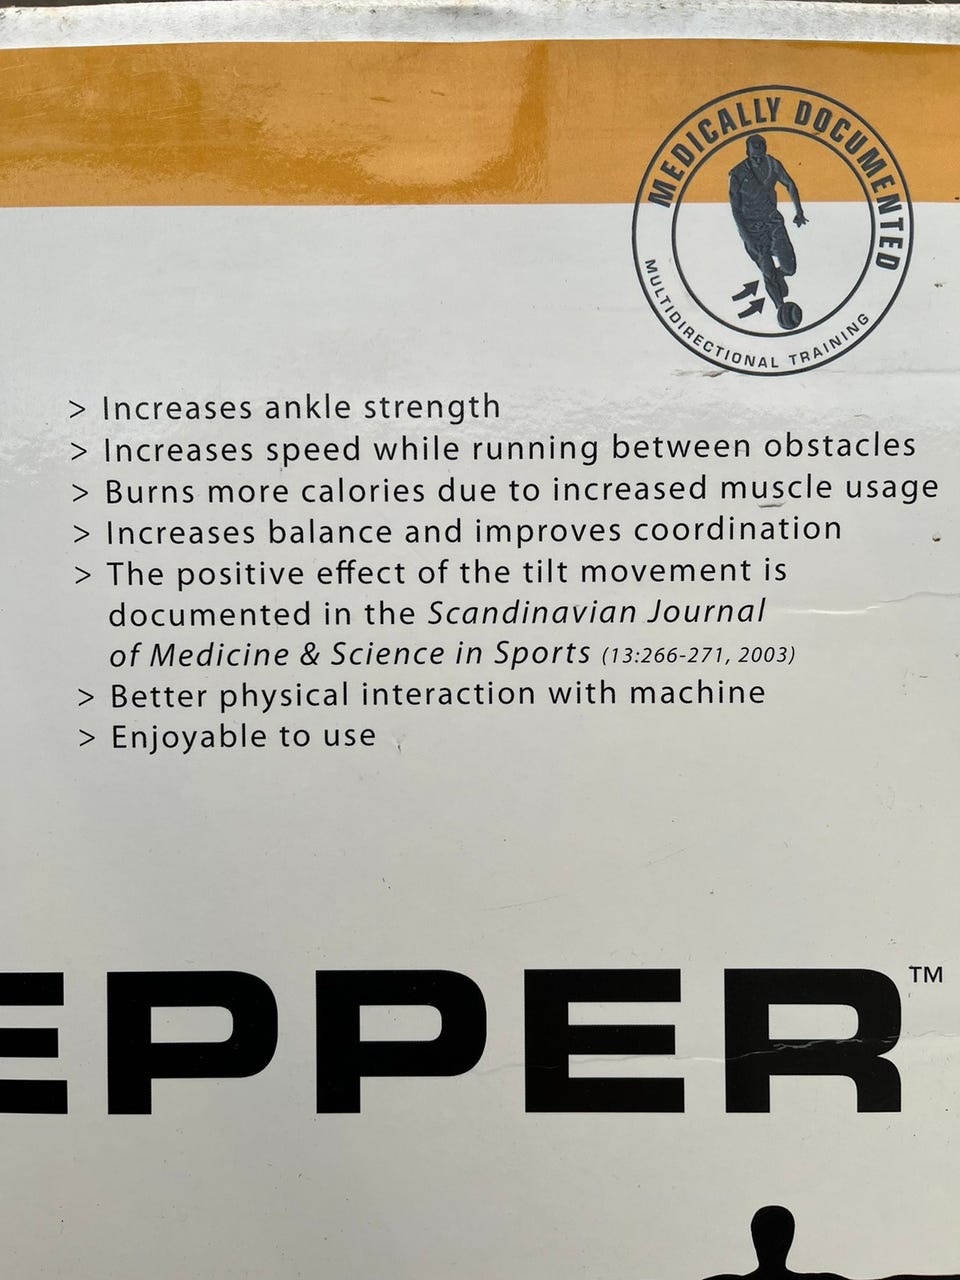 MEDICALLY DOCUMENTED
MULTIDIRECTIONAL TRAINING
> Increases ankle strength
> Increases speed while running between obstacles
> Burns more calories due to increased muscle usage
> Increases balance and improves coordination
> The positive effect of the tilt movement is
documented in the Scandinavian Journal
of Medicine & Science in Sports (13:266-271, 2003)
> Better physical interaction with machine
> Enjoyable to use
EPPER™